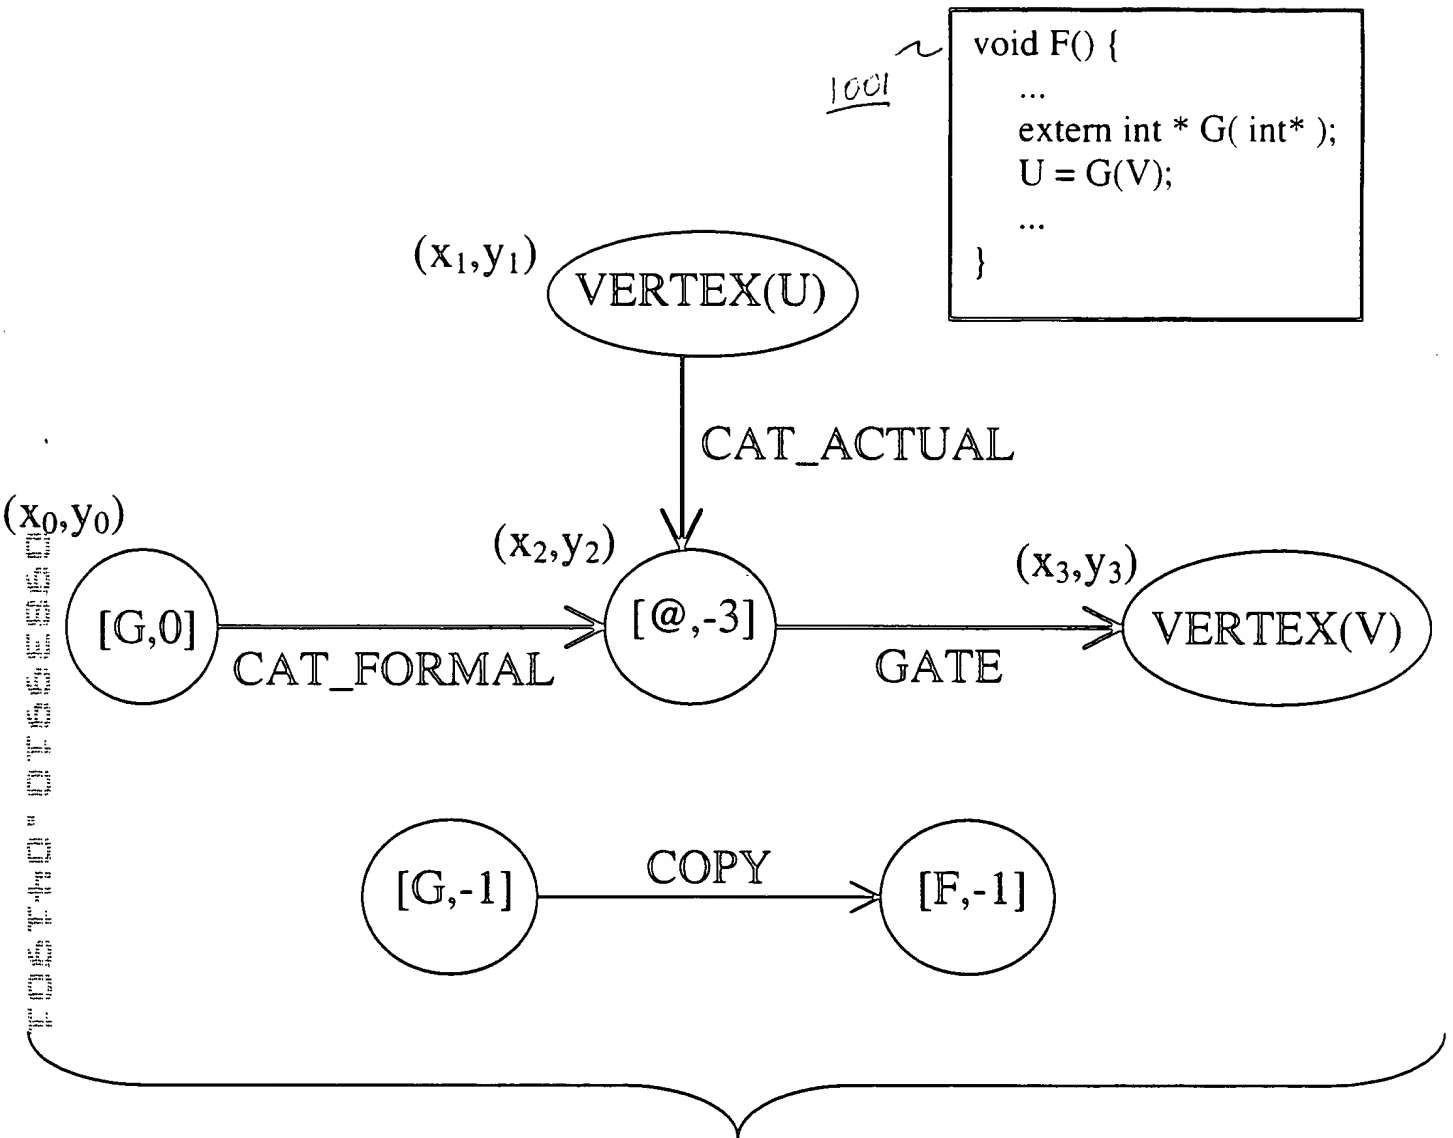 void F() {
...
extern int * G( int* );
U = G(V);
...
}
1001
(x₁,y₁)
VERTEX(U)
CAT_ACTUAL
(x₀,y₀)
(x₂,y₂)
(x₃,y₃)
[G,0]
CAT_FORMAL
[@,-3]
GATE
VERTEX(V)
[G,-1]
COPY
[F,-1]